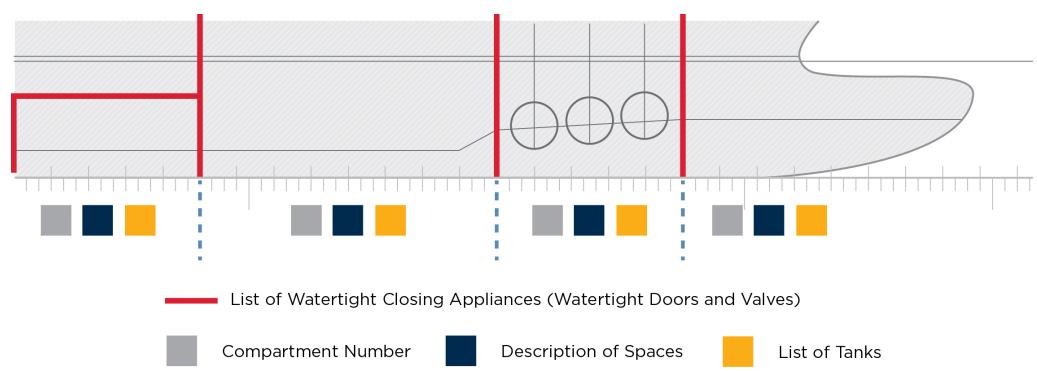 List of Watertight Closing Appliances (Watertight Doors and Valves)
Compartment Number
Description of Spaces
List of Tanks